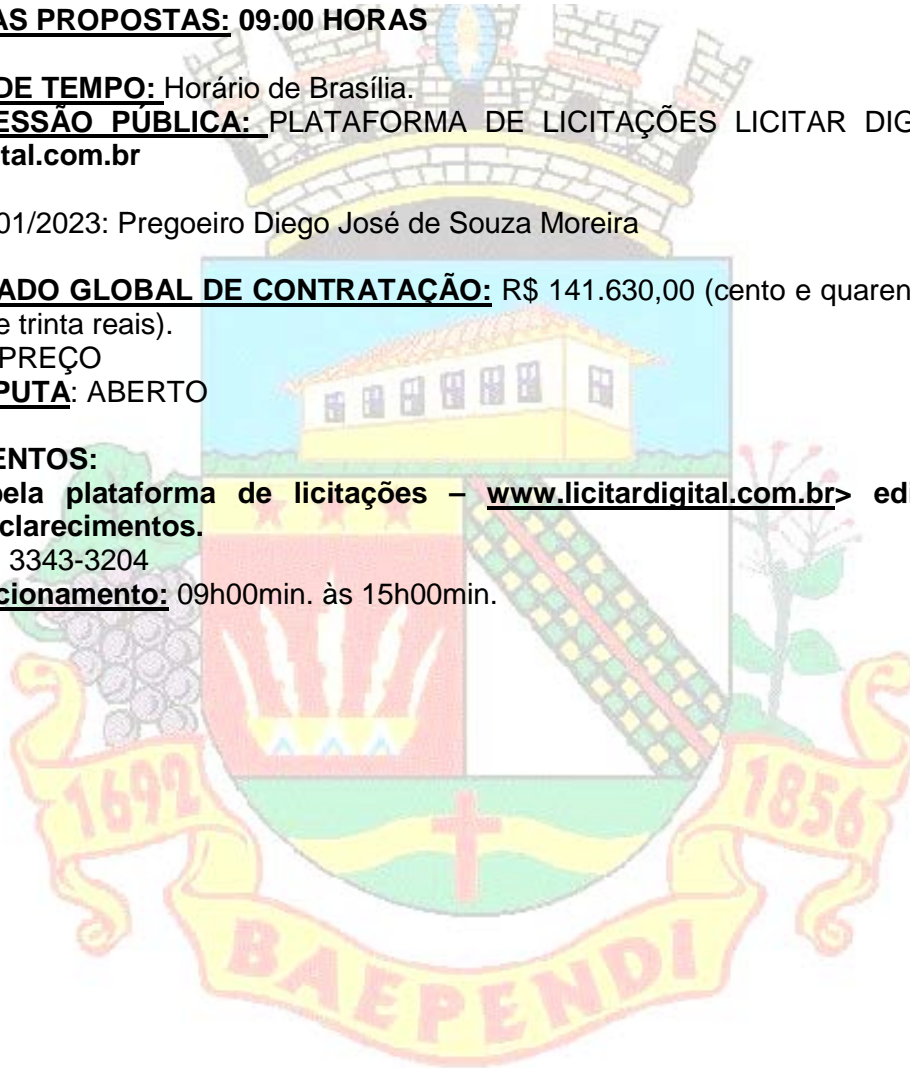 AS PROPOSTAS: 09:00 HORAS
DE TEMPO: Horário de Brasília.
ESSÃO PÚBLICA: PLATAFORMA DE LICITAÇÕES LICITAR DIG
tal.com.br
01/2023: Pregoeiro Diego José de Souza Moreira
ADO GLOBAL DE CONTRATAÇÃO: R$ 141.630,00 (cento e quaren
e trinta reais).
PREÇO
PUTA: ABERTO
ENTOS:
pela plataforma de licitações – www.licitardigital.com.br> edi
clarecimentos.
3343-3204
cionamento: 09h00min. às 15h00min.
1692
1856
BAEPENDI